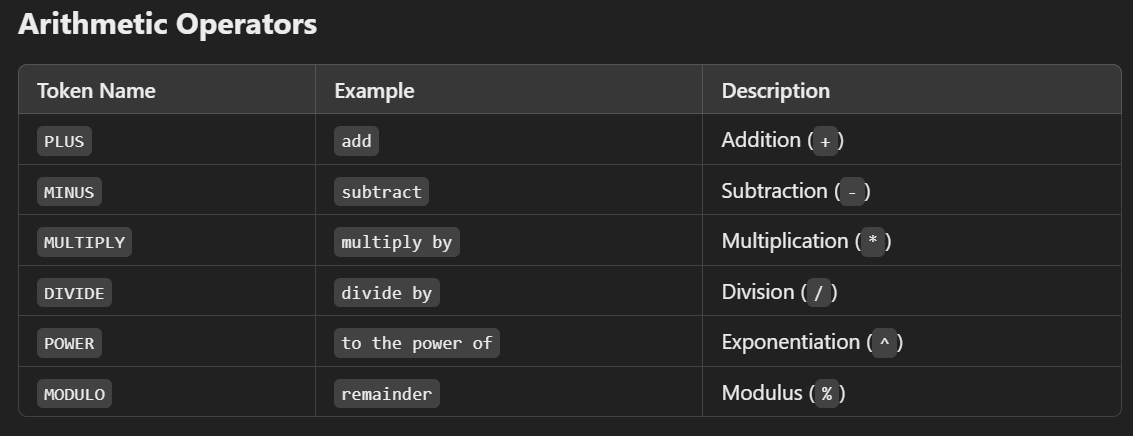 Arithmetic Operators
Token Name Example Description
PLUS add Addition ( + )
MINUS subtract Subtraction ( - )
MULTIPLY multiply by Multiplication ( * )
DIVIDE divide by Division ( / )
POWER to the power of Exponentiation ( ^ )
MODULO remainder Modulus ( % )